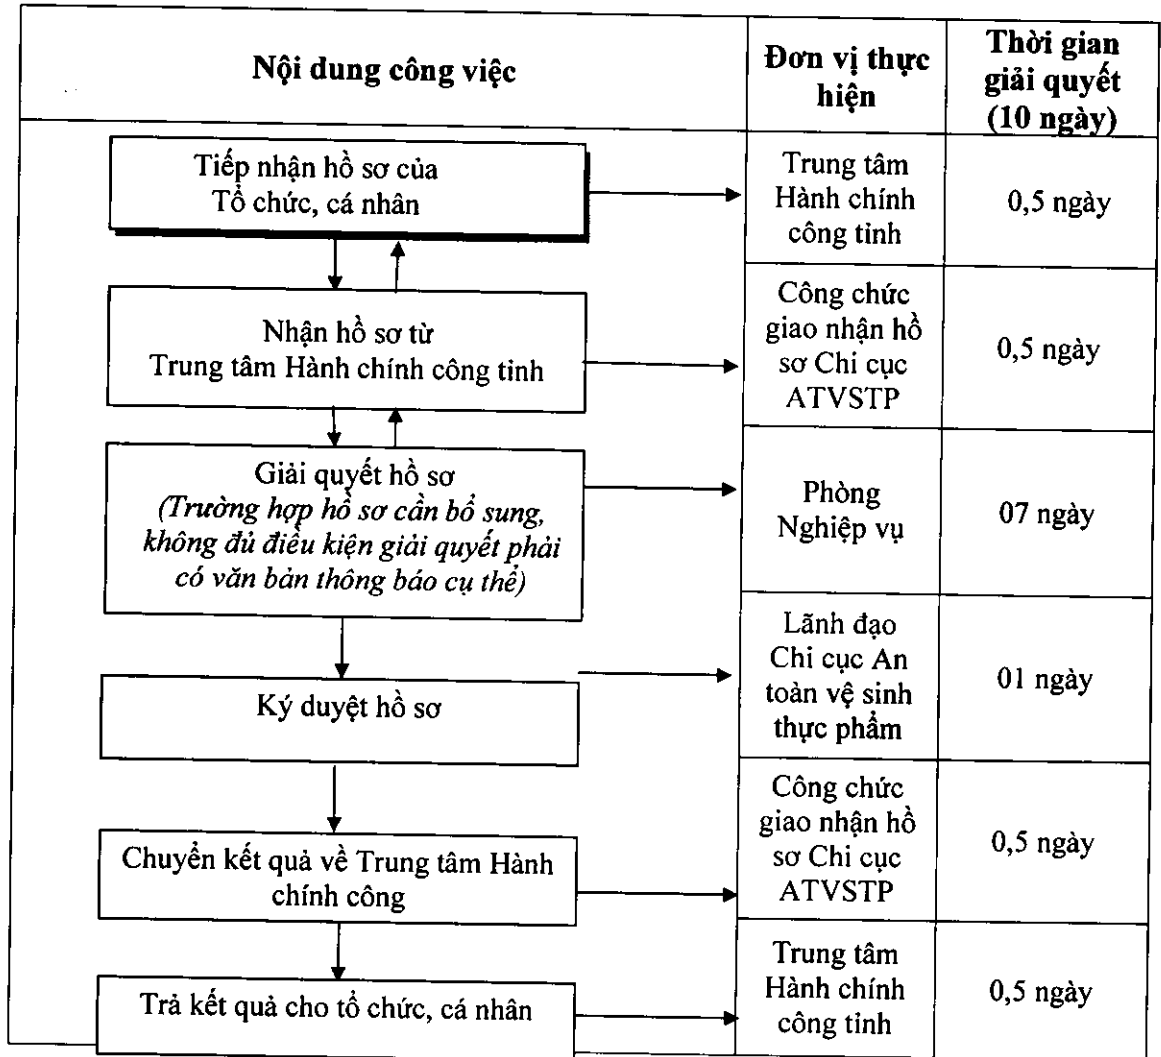 Nội dung công việc
Đơn vị thực
hiện
Thời gian
giải quyết
(10 ngày)
Tiếp nhận hồ sơ của
Tổ chức, cá nhân
Trung tâm
Hành chính
công tỉnh
0,5 ngày
Nhận hồ sơ từ
Trung tâm Hành chính công tỉnh
Công chức
giao nhận hồ
sơ Chi cục
ATVSTP
0,5 ngày
Giải quyết hồ sơ
(Trường hợp hồ sơ cần bổ sung,
không đủ điều kiện giải quyết phải
có văn bản thông báo cụ thể)
Phòng
Nghiệp vụ
07 ngày
Ký duyệt hồ sơ
Lãnh đạo
Chi cục An
toàn vệ sinh
thực phẩm
01 ngày
Chuyển kết quả về Trung tâm Hành
chính công
Công chức
giao nhận hồ
sơ Chi cục
ATVSTP
0,5 ngày
Trả kết quả cho tổ chức, cá nhân
Trung tâm
Hành chính
công tỉnh
0,5 ngày